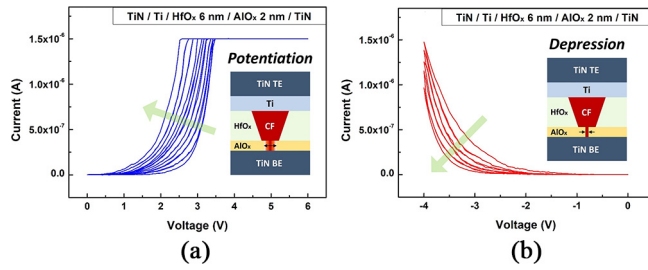 TiN / Ti / HfOx 6 nm / AlOx 2 nm / TiN
Potentiation
TiN TE
Ti
HfOx
CF
AlOx
TiN BE
Current (A)
1.5x10-6
1.0x10-6
5.0x10-7
0.0
0 1 2 3 4 5 6
Voltage (V)
(a)
TiN / Ti / HfOx 6 nm / AlOx 2 nm / TiN
Depression
TiN TE
Ti
HfOx
CF
AlOx
TiN BE
Current (A)
1.5x10-6
1.0x10-6
5.0x10-7
0.0
-4 -3 -2 -1 0
Voltage (V)
(b)